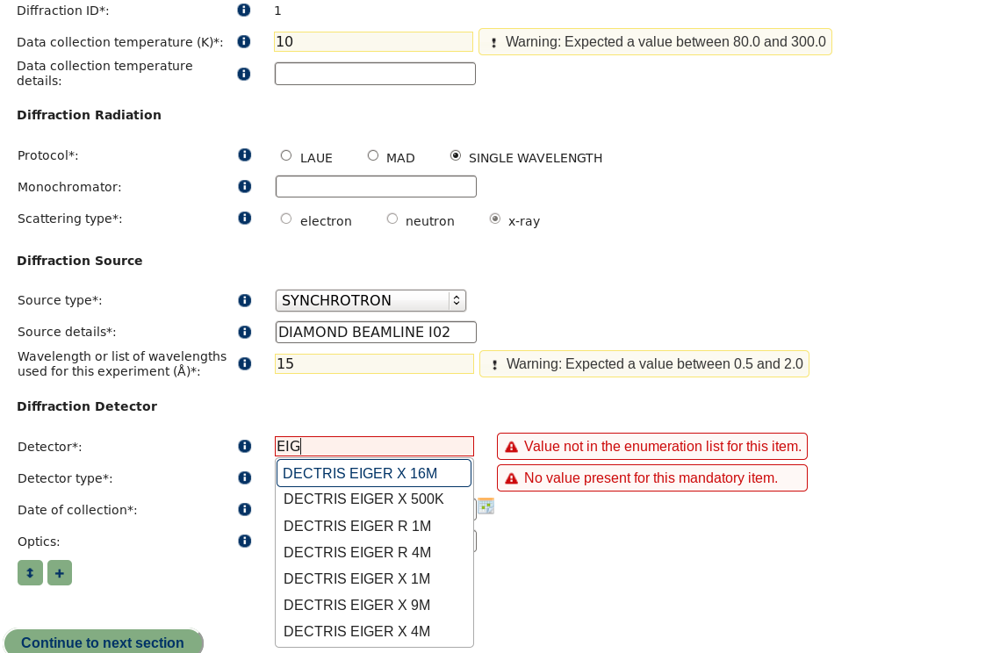 Diffraction ID*: 1
Data collection temperature (K)*: 10 Warning: Expected a value between 80.0 and 300.0
Data collection temperature
details:
Diffraction Radiation
Protocol*: LAUE MAD SINGLE WAVELENGTH
Monochromator:
Scattering type*: electron neutron x-ray
Diffraction Source
Source type*: SYNCHROTRON
Source details*: DIAMOND BEAMLINE I02
Wavelength or list of wavelengths
used for this experiment (Å)*: 15 Warning: Expected a value between 0.5 and 2.0
Diffraction Detector
Detector*: EIG Value not in the enumeration list for this item.
Detector type*: DECTRIS EIGER X 16M No value present for this mandatory item.
DECTRIS EIGER X 500K
Date of collection*:
DECTRIS EIGER R 1M
Optics:
DECTRIS EIGER R 4M
DECTRIS EIGER X 1M
DECTRIS EIGER X 9M
DECTRIS EIGER X 4M
Continue to next section